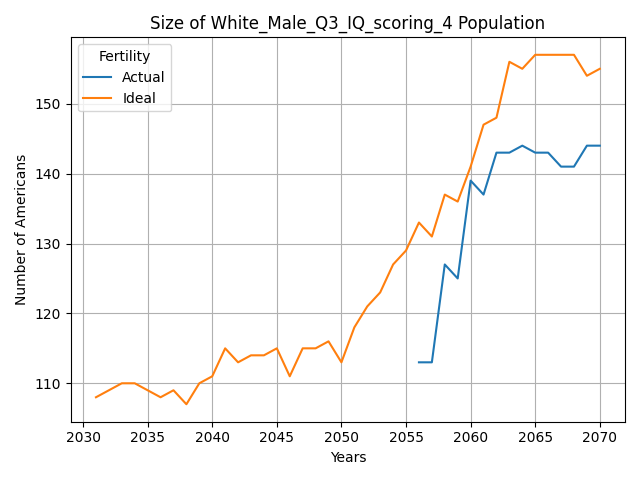 Size of White_Male_Q3_IQ_scoring_4 Population
Fertility
Actual
Ideal
Number of Americans
150
140
130
120
110
2030 2035 2040 2045 2050 2055 2060 2065 2070
Years